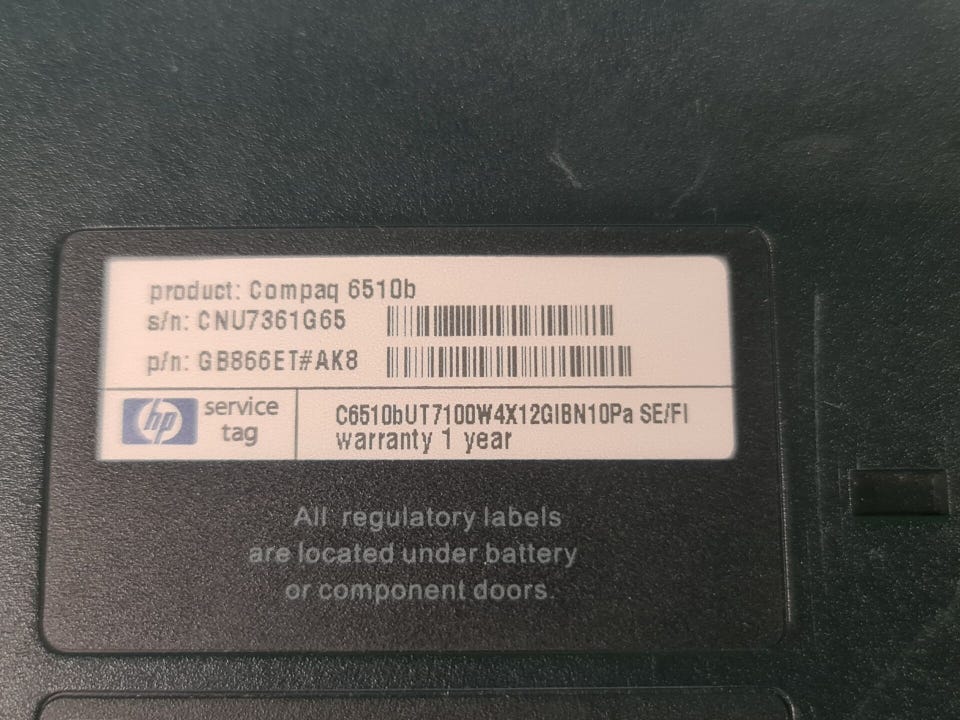 product: Compaq 6510b
s/n: CNU7361G65
p/n: GB866ET#AK8
hp service tag
C6510bUT7100W4X12GIBN10Pa SE/FI
warranty 1 year
All regulatory labels
are located under battery
or component doors.